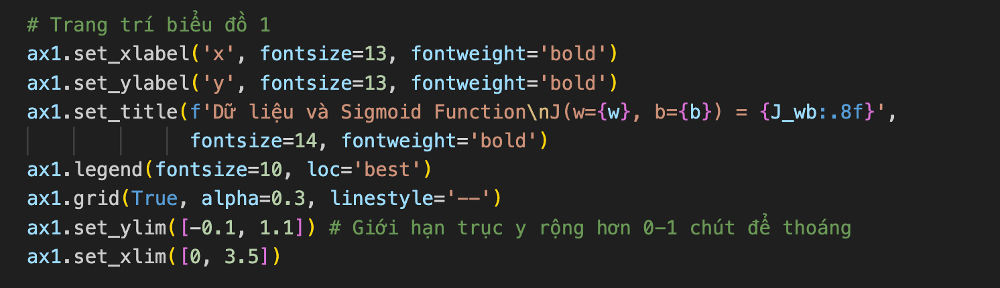 # Trang trí biểu đồ 1
ax1.set_xlabel('x', fontsize=13, fontweight='bold')
ax1.set_ylabel('y', fontsize=13, fontweight='bold')
ax1.set_title(f'Dữ liệu và Sigmoid Function\nJ(w={w}, b={b}) = {J_wb:.8f}',
              fontsize=14, fontweight='bold')
ax1.legend(fontsize=10, loc='best')
ax1.grid(True, alpha=0.3, linestyle='--')
ax1.set_ylim([-0.1, 1.1]) # Giới hạn trục y rộng hơn 0-1 chút để thoáng
ax1.set_xlim([0, 3.5])